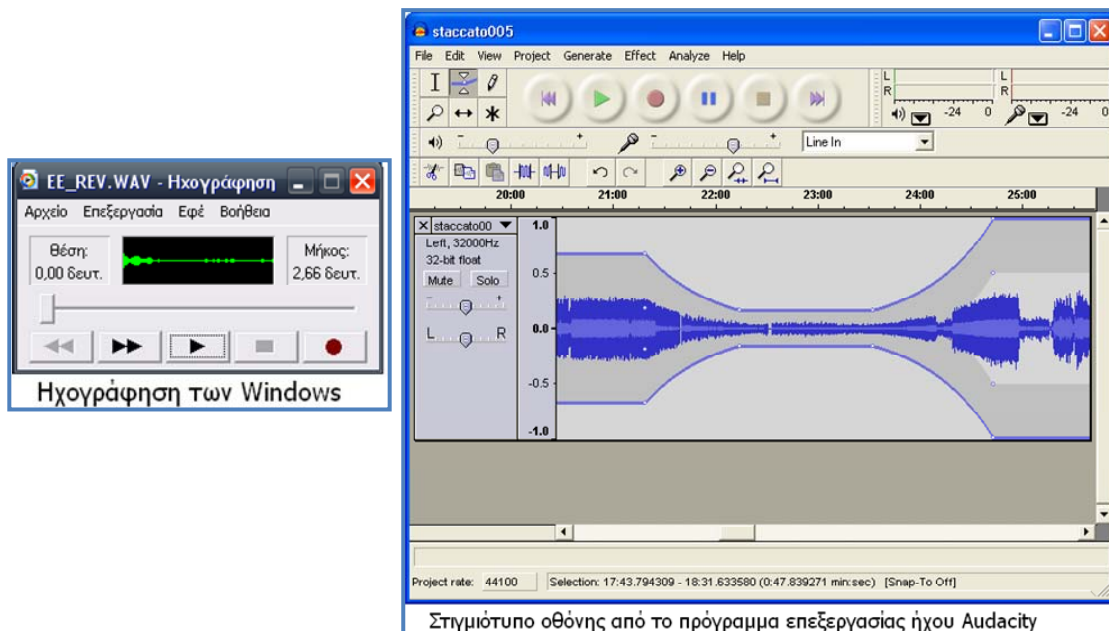 EE_REV.WAV - Ηχογράφηση
Αρχείο Επεξεργασία Εφέ Βοήθεια
Θέση:
0,00 δευτ.
Μήκος:
2,66 δευτ.
Ηχογράφηση των Windows
staccato005
File Edit View Project Generate Effect Analyze Help
L
R
-24 0
L
R
-24 0
- +
- +
Line In
20:00 21:00 22:00 23:00 24:00 25:00
staccato00
Left, 32000Hz
32-bit float
Mute Solo
- +
L R
1.0
0.5
0.0
-0.5
-1.0
Project rate: 44100 Selection: 17:43.794309 - 18:31.633580 (0:47.839271 min:sec) [Snap-To Off]
Στιγμιότυπο οθόνης από το πρόγραμμα επεξεργασίας ήχου Audacity